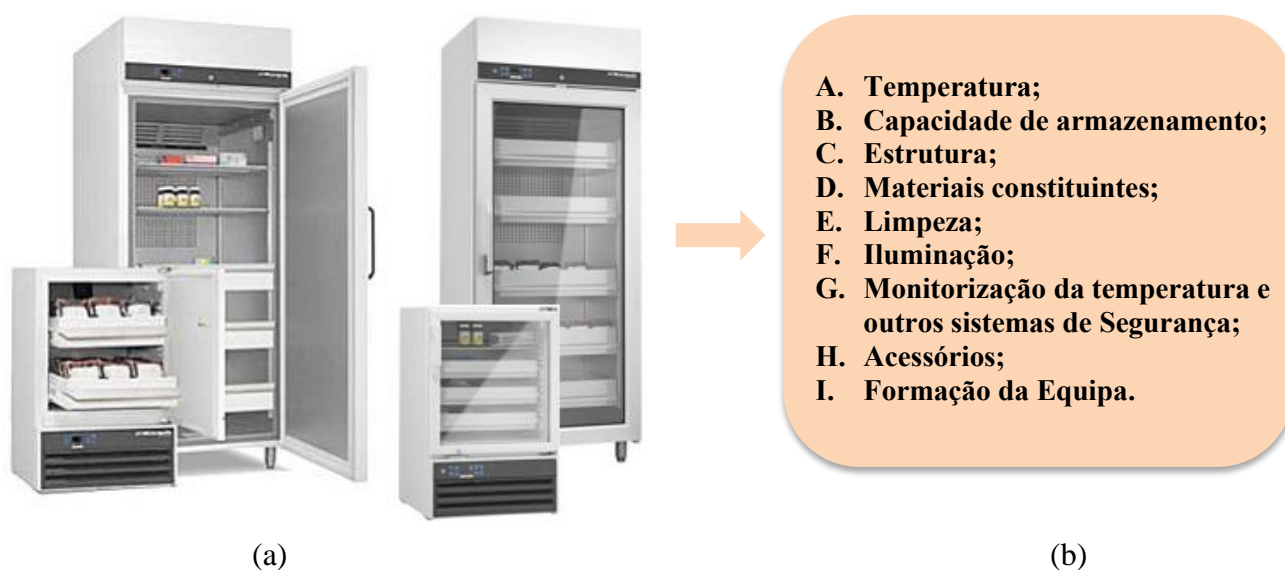 A. Temperatura;
B. Capacidade de armazenamento;
C. Estrutura;
D. Materiais constituintes;
E. Limpeza;
F. Iluminação;
G. Monitorização da temperatura e
outros sistemas de Segurança;
H. Acessórios;
I. Formação da Equipa.
(a)
(b)